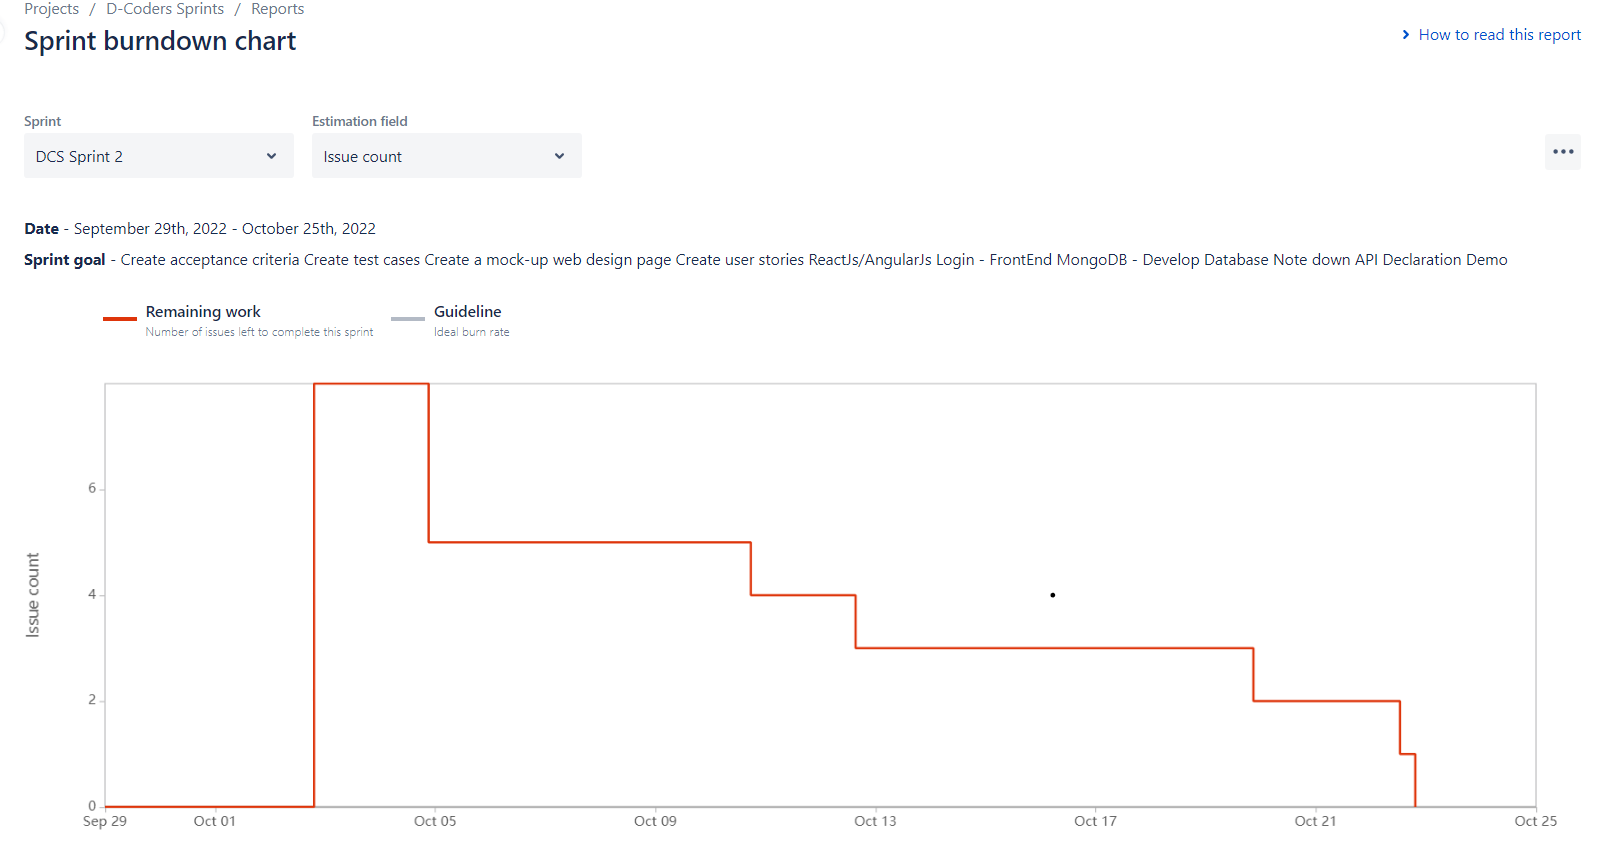 Projects / D-Coders Sprints / Reports
Sprint burndown chart
How to read this report
Sprint
Estimation field
DCS Sprint 2
Issue count
Date - September 29th, 2022 - October 25th, 2022
Sprint goal - Create acceptance criteria Create test cases Create a mock-up web design page Create user stories ReactJs/AngularJs Login - FrontEnd MongoDB - Develop Database Note down API Declaration Demo
Remaining work
Number of issues left to complete this sprint
Guideline
Ideal burn rate
Issue count
6
4
2
0
Sep 29
Oct 01
Oct 05
Oct 09
Oct 13
Oct 17
Oct 21
Oct 25